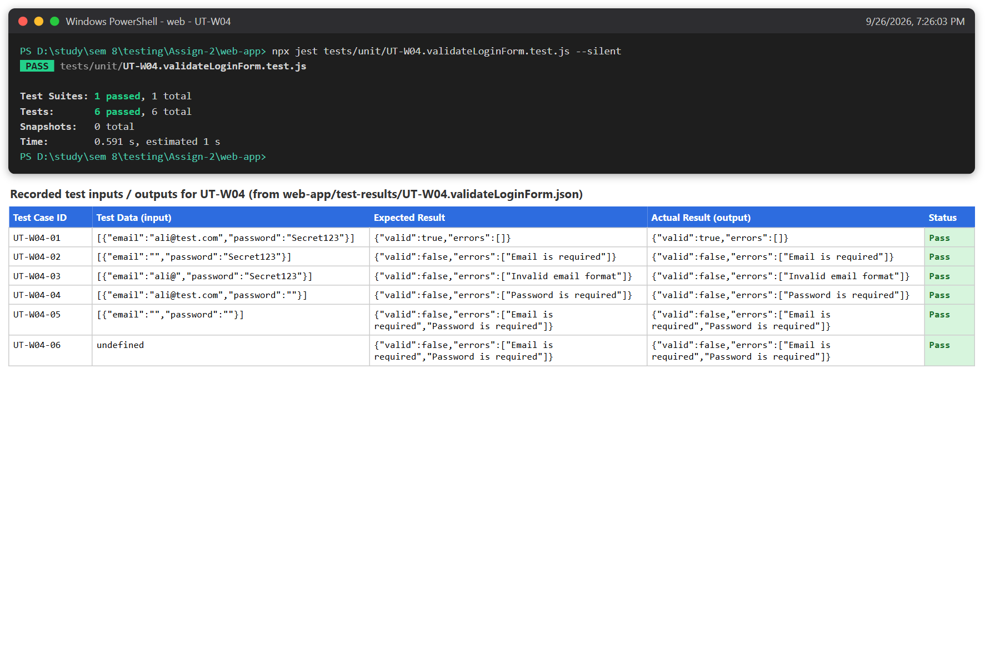 Windows PowerShell - web - UT-W04
9/26/2026, 7:26:03 PM
PS D:\study\sem 8\testing\Assign-2\web-app> npx jest tests/unit/UT-W04.validateLoginForm.test.js --silent
PASS tests/unit/UT-W04.validateLoginForm.test.js
Test Suites: 1 passed, 1 total
Tests: 6 passed, 6 total
Snapshots: 0 total
Time: 0.591 s, estimated 1 s
PS D:\study\sem 8\testing\Assign-2\web-app>
Recorded test inputs / outputs for UT-W04 (from web-app/test-results/UT-W04.validateLoginForm.json)
Test Case ID Test Data (input) Expected Result Actual Result (output) Status
UT-W04-01 [{"email":"ali@test.com","password":"Secret123"}] {"valid":true,"errors":[]} {"valid":true,"errors":[]} Pass
UT-W04-02 [{"email":"","password":"Secret123"}] {"valid":false,"errors":["Email is required"]} {"valid":false,"errors":["Email is required"]} Pass
UT-W04-03 [{"email":"ali@","password":"Secret123"}] {"valid":false,"errors":["Invalid email format"]} {"valid":false,"errors":["Invalid email format"]} Pass
UT-W04-04 [{"email":"ali@test.com","password":""}] {"valid":false,"errors":["Password is required"]} {"valid":false,"errors":["Password is required"]} Pass
UT-W04-05 [{"email":"","password":""}] {"valid":false,"errors":["Email is {"valid":false,"errors":["Email is Pass
required","Password is required"]} required","Password is required"]}
UT-W04-06 undefined {"valid":false,"errors":["Email is {"valid":false,"errors":["Email is Pass
required","Password is required"]} required","Password is required"]}